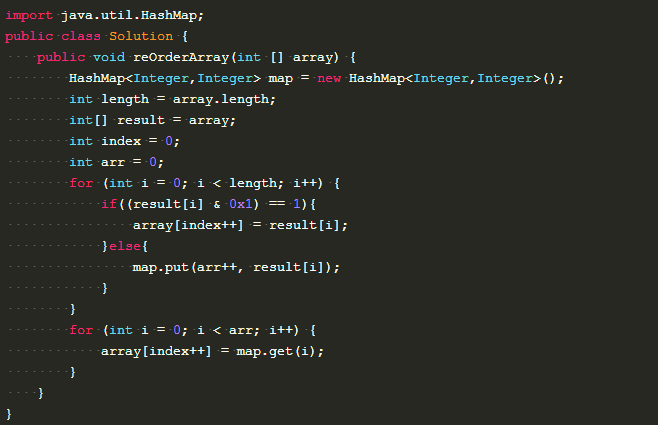 import java.util.HashMap;
public class Solution {
    public void reOrderArray(int [] array) {
        HashMap<Integer,Integer> map = new HashMap<Integer,Integer>();
        int length = array.length;
        int[] result = array;
        int index = 0;
        int arr = 0;
        for (int i = 0; i < length; i++) {
            if((result[i] & 0x1) == 1){
                array[index++] = result[i];
            }else{
                map.put(arr++, result[i]);
            }
        }
        for (int i = 0; i < arr; i++) {
            array[index++] = map.get(i);
        }
    }
}